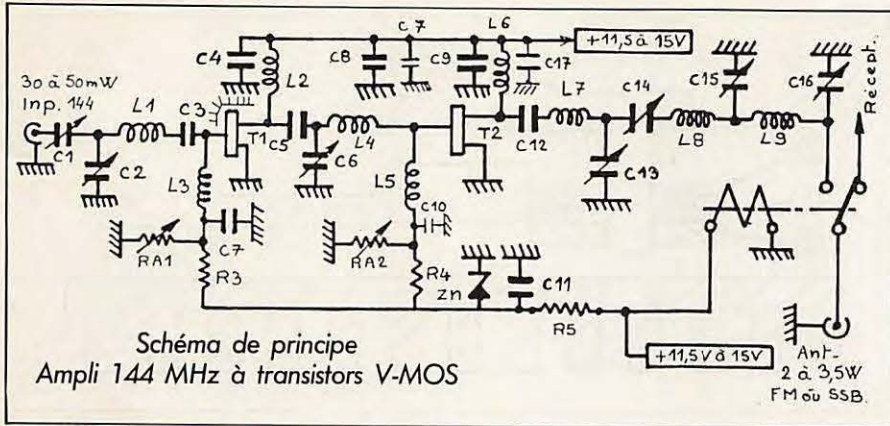 C4
L2
C8
C7
C9
L6
C17
+11,5 à 15V
30 à 50mW
Inp. 144
C1
C2
L1
C3
L3
T1
C5
C6
L4
L5
T2
C12
L7
C13
C14
L8
C15
L9
C16
Récept.
RA1
C7
R3
RA2
C10
R4
Zn
C11
R5
+11,5V à 15V
Ant-
2 à 3,5W
FM où SSB.
Schéma de principe
Ampli 144 MHz à transistors V-MOS